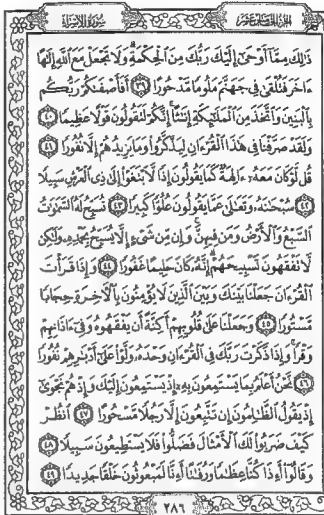 الجزء الخامس عشر سورة الإسراء
ذَٰلِكَ مِمَّآ أَوْحَىٰٓ إِلَيْكَ رَبُّكَ مِنَ ٱلْحِكْمَةِ ۗ وَلَا تَجْعَلْ مَعَ ٱللَّهِ إِلَٰهًا
ءَاخَرَ فَتُلْقَىٰ فِى جَهَنَّمَ مَلُومًا مَّدْحُورًا ٣٩ أَفَأَصْفَىٰكُمْ رَبُّكُم
بِٱلْبَنِينَ وَٱتَّخَذَ مِنَ ٱلْمَلَٰٓئِكَةِ إِنَٰثًا ۚ إِنَّكُمْ لَتَقُولُونَ قَوْلًا عَظِيمًا ٤٠
وَلَقَدْ صَرَّفْنَا فِى هَٰذَا ٱلْقُرْءَانِ لِيَذَّكَّرُوا۟ وَمَا يَزِيدُهُمْ إِلَّا نُفُورًا ٤١
قُل لَّوْ كَانَ مَعَهُۥٓ ءَالِهَةٌ كَمَا يَقُولُونَ إِذًا لَّٱبْتَغَوْا۟ إِلَىٰ ذِى ٱلْعَرْشِ سَبِيلًا
٤٢ سُبْحَٰنَهُۥ وَتَعَٰلَىٰ عَمَّا يَقُولُونَ عُلُوًّا كَبِيرًا ٤٣ تُسَبِّحُ لَهُ ٱلسَّمَٰوَٰتُ
ٱلسَّبْعُ وَٱلْأَرْضُ وَمَن فِيهِنَّ ۚ وَإِن مِّن شَىْءٍ إِلَّا يُسَبِّحُ بِحَمْدِهِۦ وَلَٰكِن
لَّا تَفْقَهُونَ تَسْبِيحَهُمْ ۗ إِنَّهُۥ كَانَ حَلِيمًا غَفُورًا ٤٤ وَإِذَا قَرَأْتَ
ٱلْقُرْءَانَ جَعَلْنَا بَيْنَكَ وَبَيْنَ ٱلَّذِينَ لَا يُؤْمِنُونَ بِٱلْءَاخِرَةِ حِجَابًا
مَّسْتُورًا ٤٥ وَجَعَلْنَا عَلَىٰ قُلُوبِهِمْ أَكِنَّةً أَن يَفْقَهُوهُ وَفِىٓ ءَاذَانِهِمْ
وَقْرًا ۚ وَإِذَا ذَكَرْتَ رَبَّكَ فِى ٱلْقُرْءَانِ وَحْدَهُۥ وَلَّوْا۟ عَلَىٰٓ أَدْبَٰرِهِمْ نُفُورًا
٤٦ نَّحْنُ أَعْلَمُ بِمَا يَسْتَمِعُونَ بِهِۦٓ إِذْ يَسْتَمِعُونَ إِلَيْكَ وَإِذْ هُمْ نَجْوَىٰٓ
إِذْ يَقُولُ ٱلظَّٰلِمُونَ إِن تَتَّبِعُونَ إِلَّا رَجُلًا مَّسْحُورًا ٤٧ ٱنظُرْ
كَيْفَ ضَرَبُوا۟ لَكَ ٱلْأَمْثَالَ فَضَلُّوا۟ فَلَا يَسْتَطِيعُونَ سَبِيلًا ٤٨
وَقَالُوٓا۟ أَءِذَا كُنَّا عِظَٰمًا وَرُفَٰتًا أَءِنَّا لَمَبْعُوثُونَ خَلْقًا جَدِيدًا ٤٩
٢٨٦